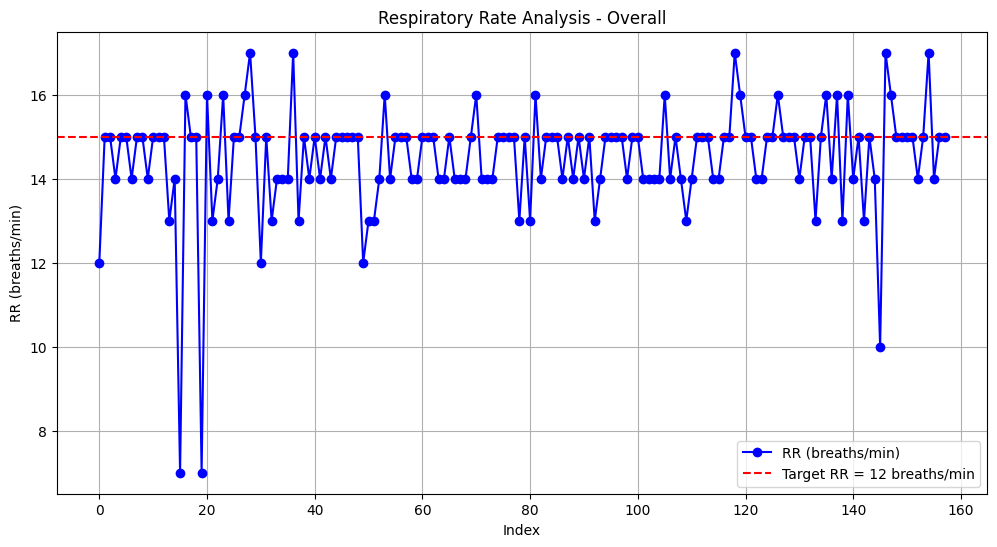 Respiratory Rate Analysis - Overall
RR (breaths/min)
16
14
12
10
8
RR (breaths/min)
Target RR = 12 breaths/min
0 20 40 60 80 100 120 140 160
Index